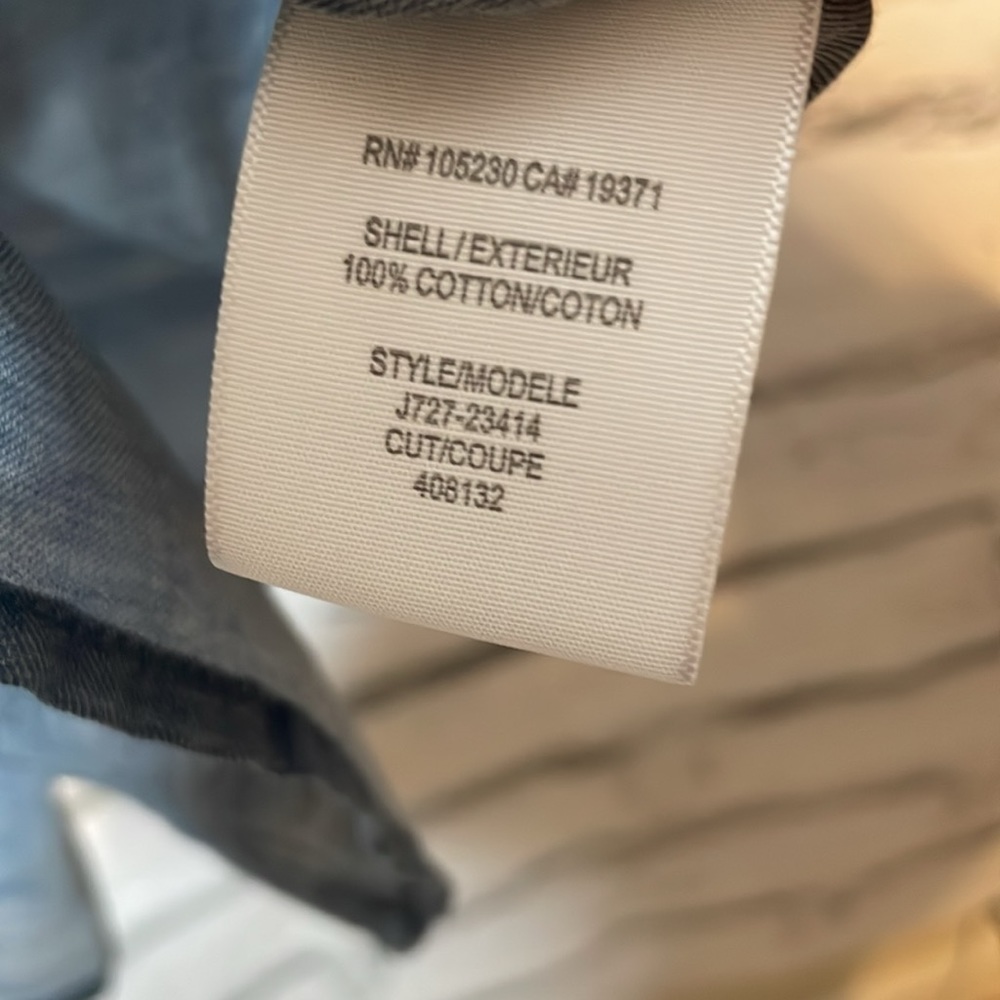 RN# 105230 CA# 19371
SHELL/EXTERIEUR
100% COTTON/COTON
STYLE/MODELE
J727-23414
CUT/COUPE
408132